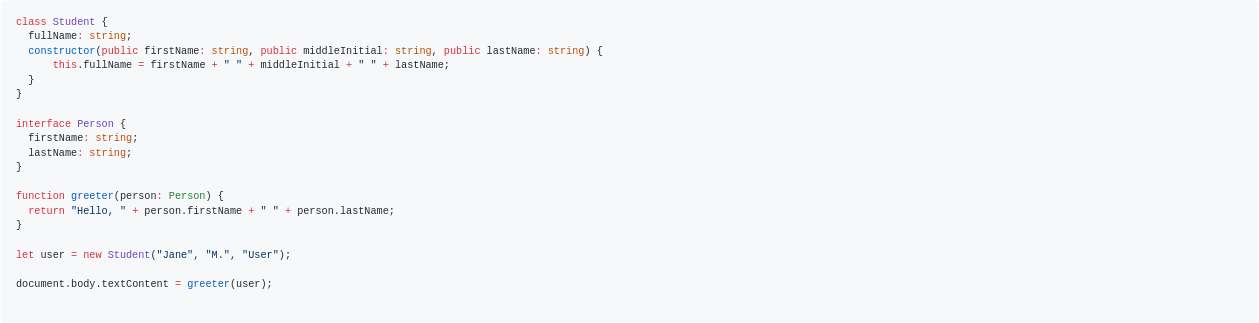 class Student {
  fullName: string;
  constructor(public firstName: string, public middleInitial: string, public lastName: string) {
      this.fullName = firstName + " " + middleInitial + " " + lastName;
  }
}

interface Person {
  firstName: string;
  lastName: string;
}

function greeter(person: Person) {
  return "Hello, " + person.firstName + " " + person.lastName;
}

let user = new Student("Jane", "M.", "User");

document.body.textContent = greeter(user);